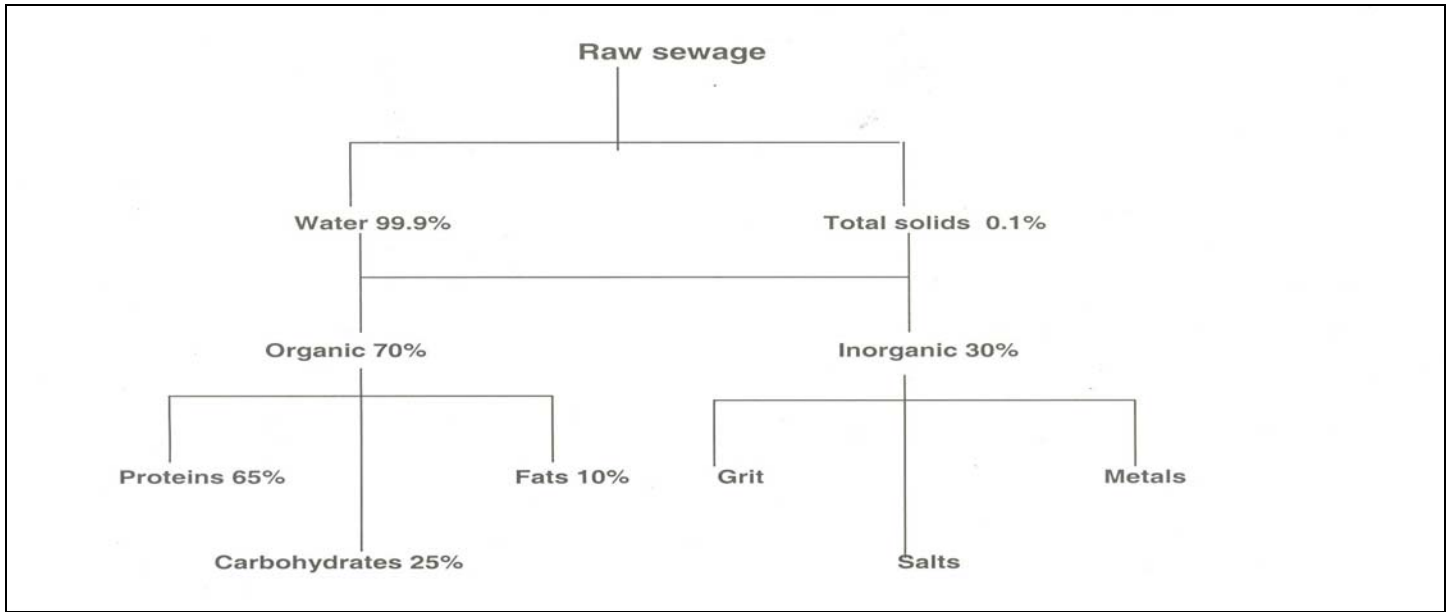 Raw sewage
Water 99.9%
Total solids 0.1%
Organic 70%
Inorganic 30%
Proteins 65%
Fats 10%
Grit
Metals
Carbohydrates 25%
Salts